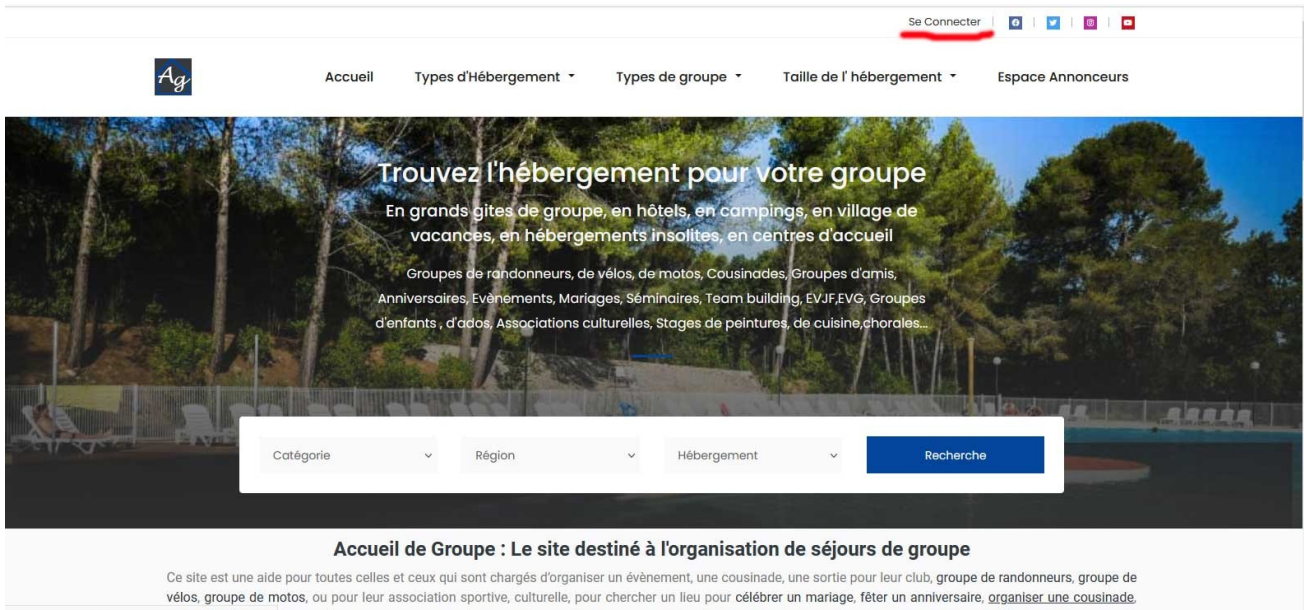 Se Connecter
Ag
Accueil Types d'Hébergement Types de groupe Taille de l' hébergement Espace Annonceurs
Trouvez l'hébergement pour votre groupe
En grands gites de groupe, en hôtels, en campings, en village de
vacances, en hébergements insolites, en centres d'accueil
Groupes de randonneurs, de vélos, de motos, Cousinades, Groupes d'amis,
Anniversaires, Evènements, Mariages, Séminaires, Team building, EVJF,EVG, Groupes
d'enfants , d'ados, Associations culturelles, Stages de peintures, de cuisine,chorales...
Catégorie Région Hébergement Recherche
Accueil de Groupe : Le site destiné à l'organisation de séjours de groupe
Ce site est une aide pour toutes celles et ceux qui sont chargés d'organiser un évènement, une cousinade, une sortie pour leur club, groupe de randonneurs, groupe de
vélos, groupe de motos, ou pour leur association sportive, culturelle, pour chercher un lieu pour célébrer un mariage, fêter un anniversaire, organiser une cousinade,